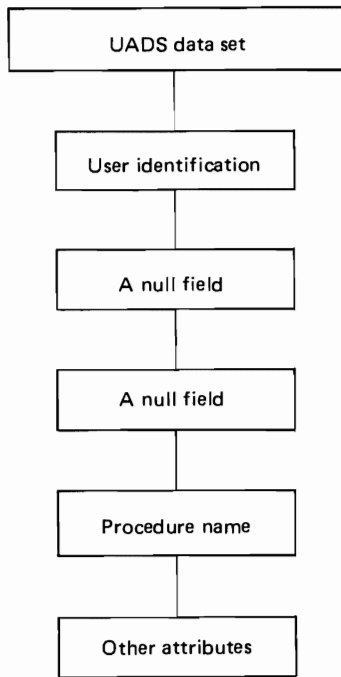 UADS data set
User identification
A null field
A null field
Procedure name
Other attributes